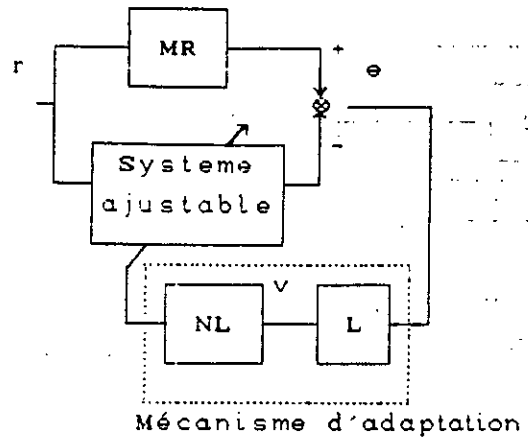 MR
+
r
e
-
Systeme
ajustable
V
NL
L
Mécanisme d'adaptation